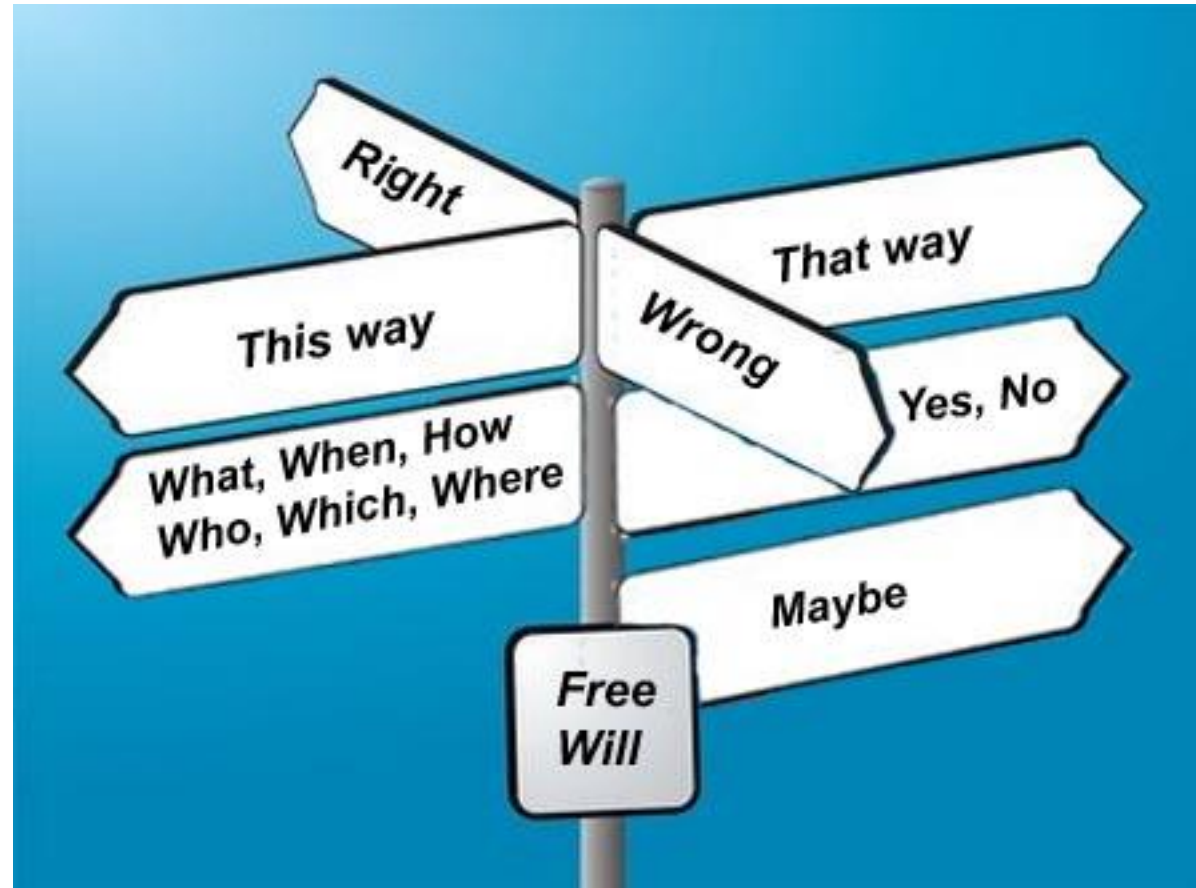 Right
That way
This way
Wrong
Yes, No
What, When, How
Who, Which, Where
Maybe
Free
Will